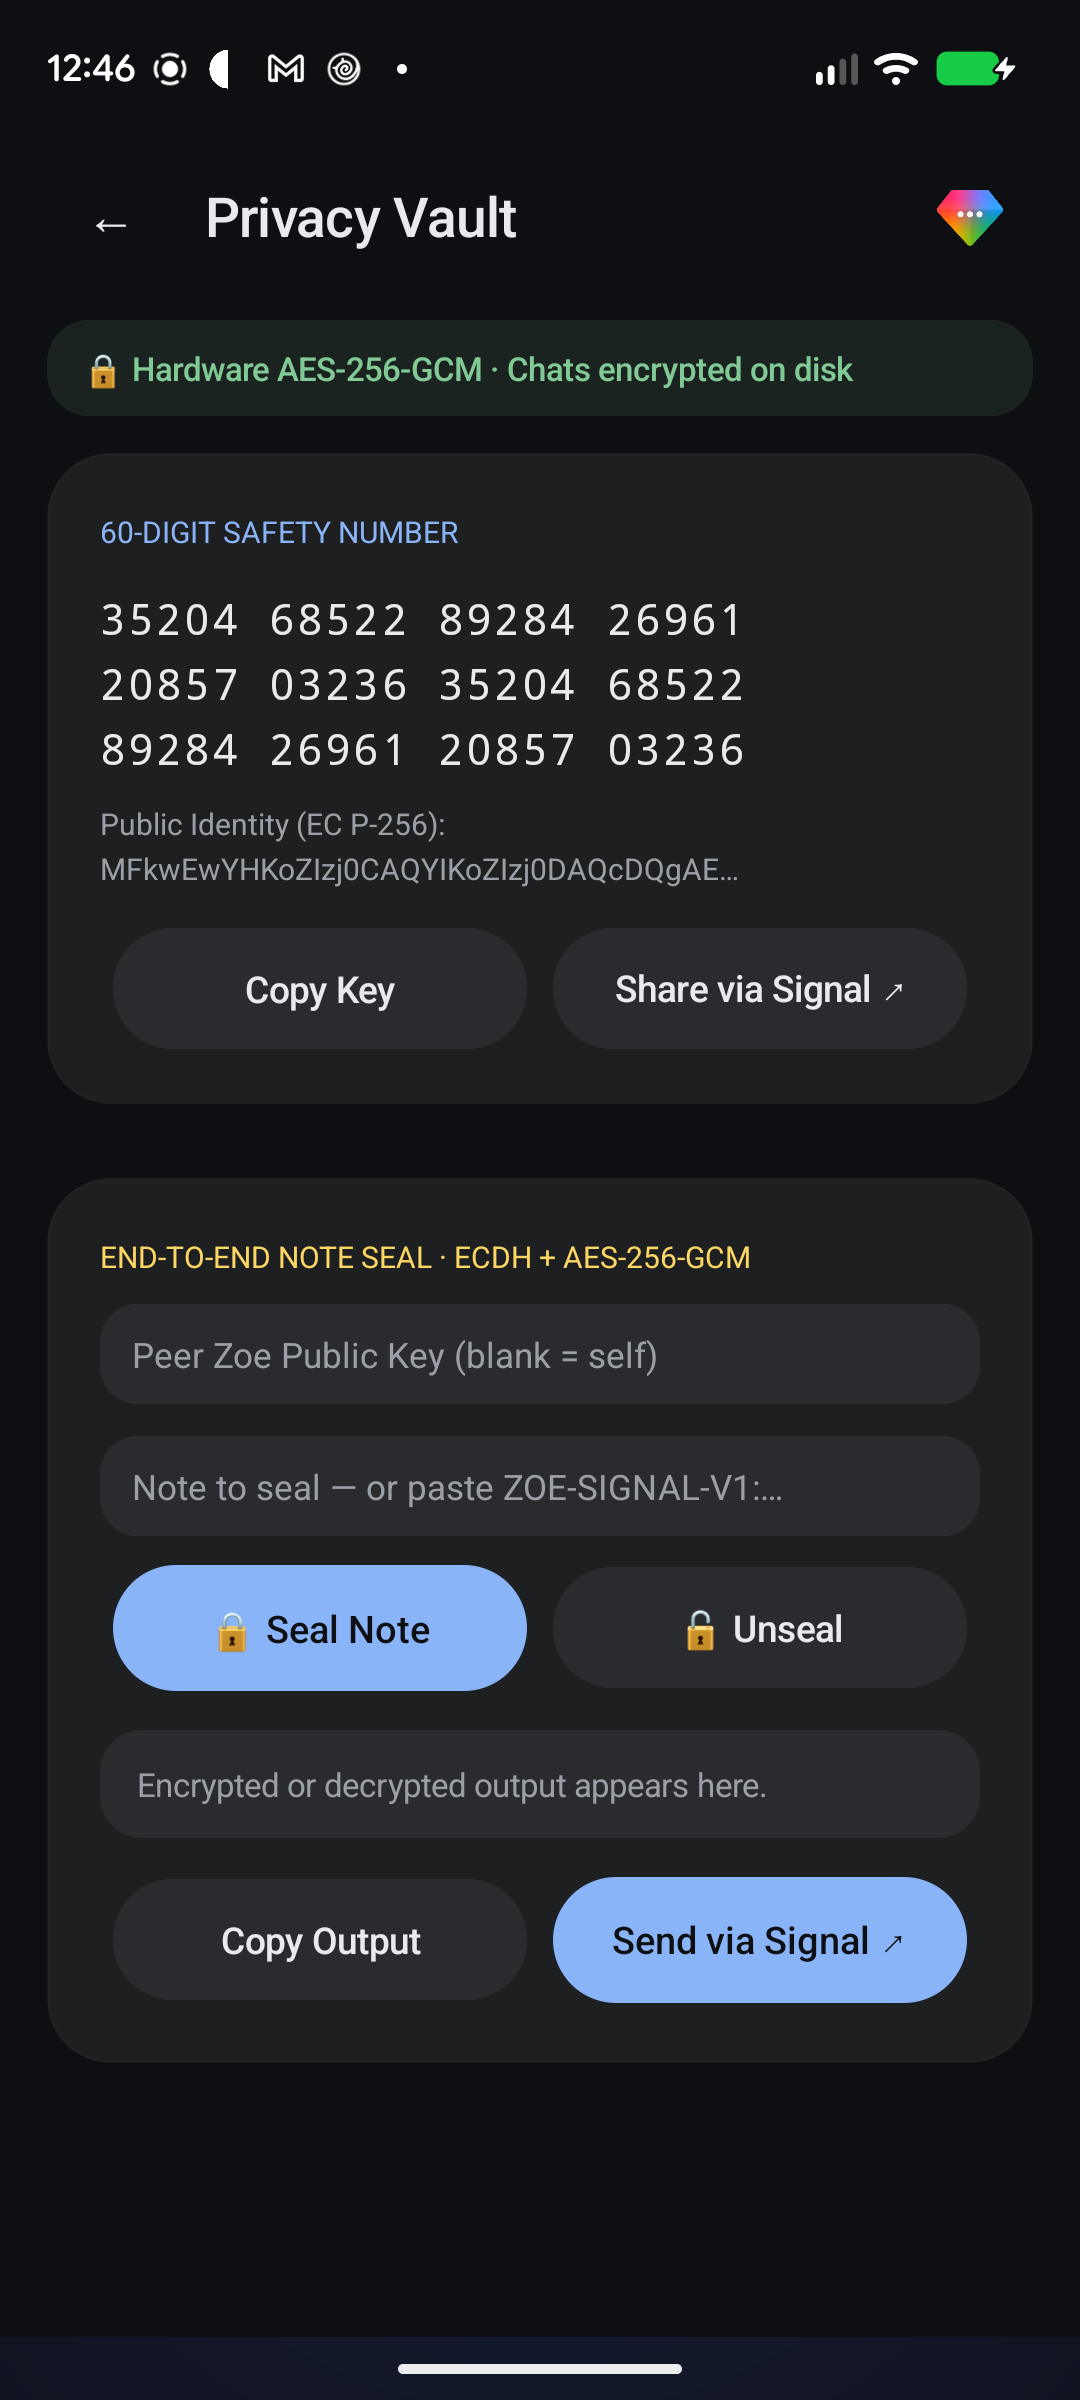 12:46
← Privacy Vault
🔒 Hardware AES-256-GCM · Chats encrypted on disk
60-DIGIT SAFETY NUMBER
35204 68522 89284 26961
20857 03236 35204 68522
89284 26961 20857 03236
Public Identity (EC P-256):
MFkwEwYHKoZIzj0CAQYIKoZIzj0DAQcDQgAE…
Copy Key
Share via Signal ↗
END-TO-END NOTE SEAL · ECDH + AES-256-GCM
Peer Zoe Public Key (blank = self)
Note to seal — or paste ZOE-SIGNAL-V1:…
🔒 Seal Note
🔓 Unseal
Encrypted or decrypted output appears here.
Copy Output
Send via Signal ↗